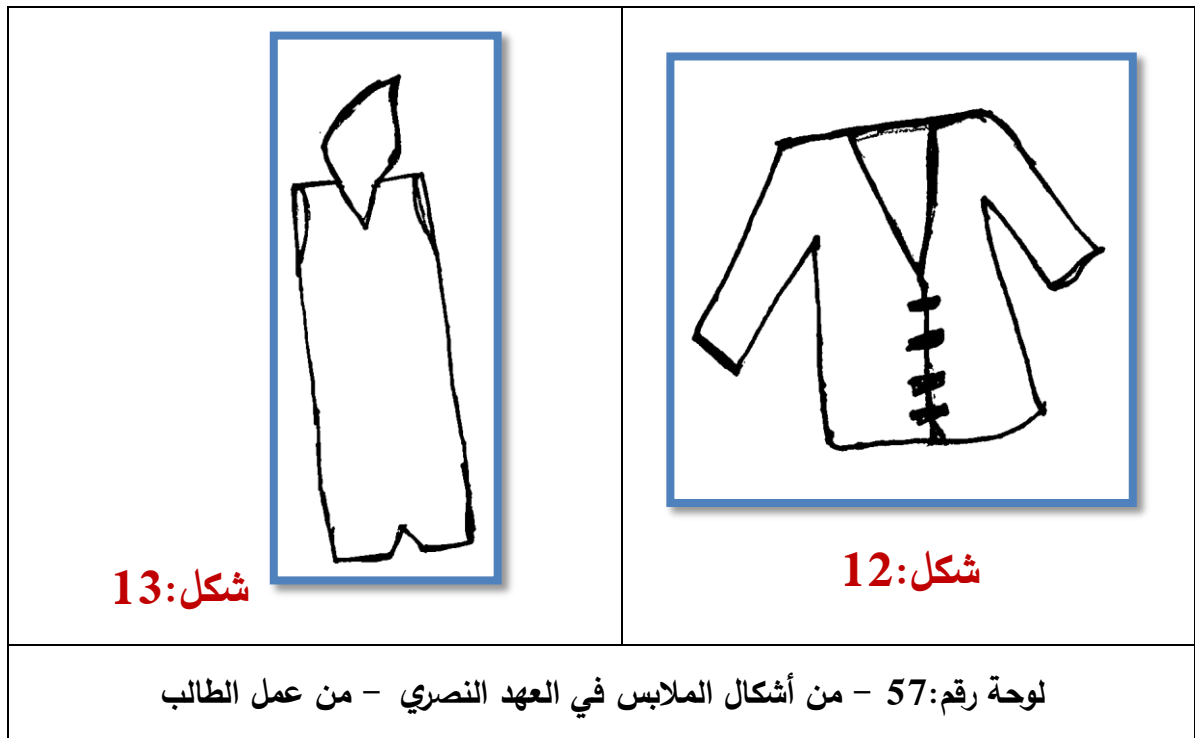 شكل:12
شكل:13
لوحة رقم:57 - من أشكال الملابس في العهد النصري - من عمل الطالب